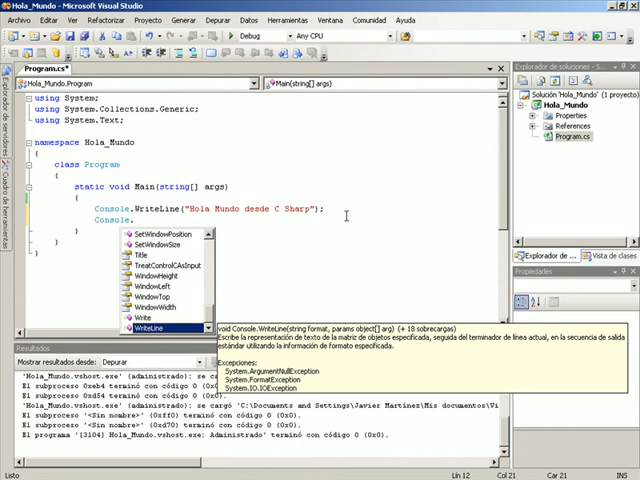 Hola_Mundo - Microsoft Visual Studio
Archivo Editar Ver Refactorizar Proyecto Generar Depurar Datos Herramientas Ventana Comunidad Ayuda
Debug Any CPU
Explorador de servidores
Cuadro de herramientas
Program.cs*
Hola_Mundo.Program Main(string[] args)
using System;
using System.Collections.Generic;
using System.Text;
namespace Hola_Mundo
{
class Program
{
static void Main(string[] args)
{
Console.WriteLine("Hola Mundo desde C Sharp");
Console.
}
}
}
SetWindowPosition
SetWindowSize
Title
TreatControlCAsInput
WindowHeight
WindowLeft
WindowTop
WindowWidth
Write
WriteLine
void Console.WriteLine(string format, params object[] arg) (+ 18 sobrecargas)
Escribe la representación de texto de la matriz de objetos especificada, seguida del terminador de línea actual, en la secuencia de salida
estándar utilizando la información de formato especificada.
Excepciones:
System.ArgumentNullException
System.FormatException
System.IO.IOException
Resultados
Mostrar resultados desde: Depurar
'Hola_Mundo.vshost.exe' (administrado): se car
El subproceso 0xeb4 terminó con código 0 (0x0).
El subproceso '<Sin nombre>' (0xff0) terminó con código 0 (0x0).
'Hola_Mundo.vshost.exe' (administrado): se cargó 'C:\Documents and Settings\Javier Martínez\Mis documentos\Vi
El subproceso '<Sin nombre>' (0xd70) terminó con código 0 (0x0).
El programa '[3104] Hola_Mundo.vshost.exe: Administrado' terminó con código 0 (0x0).
Explorador de soluciones -
Solución 'Hola_Mundo' (1 proyecto)
Hola_Mundo
Properties
References
Program.cs
Explorador de... Vista de clases
Propiedades
Listo Lín 12 Col 21 Car 21